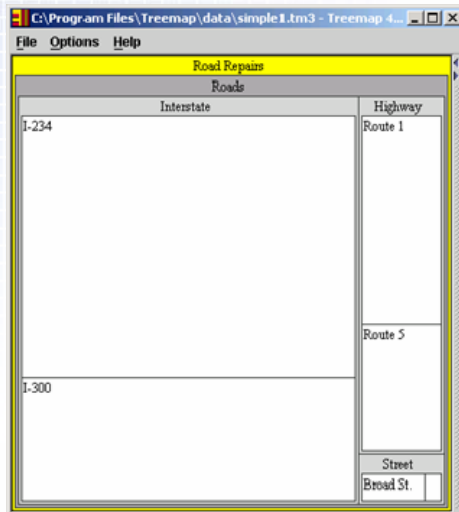 C:\Program Files\Treemap\data\simple1.tm3 - Treemap 4...
File Options Help
Road Repairs
Roads
Interstate
Highway
I-234
Route 1
Route 5
I-300
Street
Broad St.